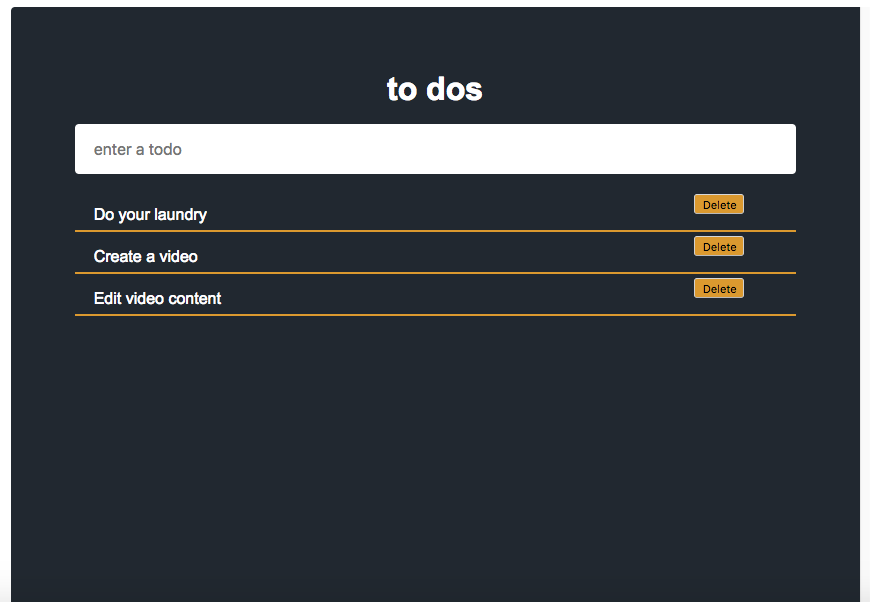 to dos
enter a todo
Do your laundry Delete
Create a video Delete
Edit video content Delete